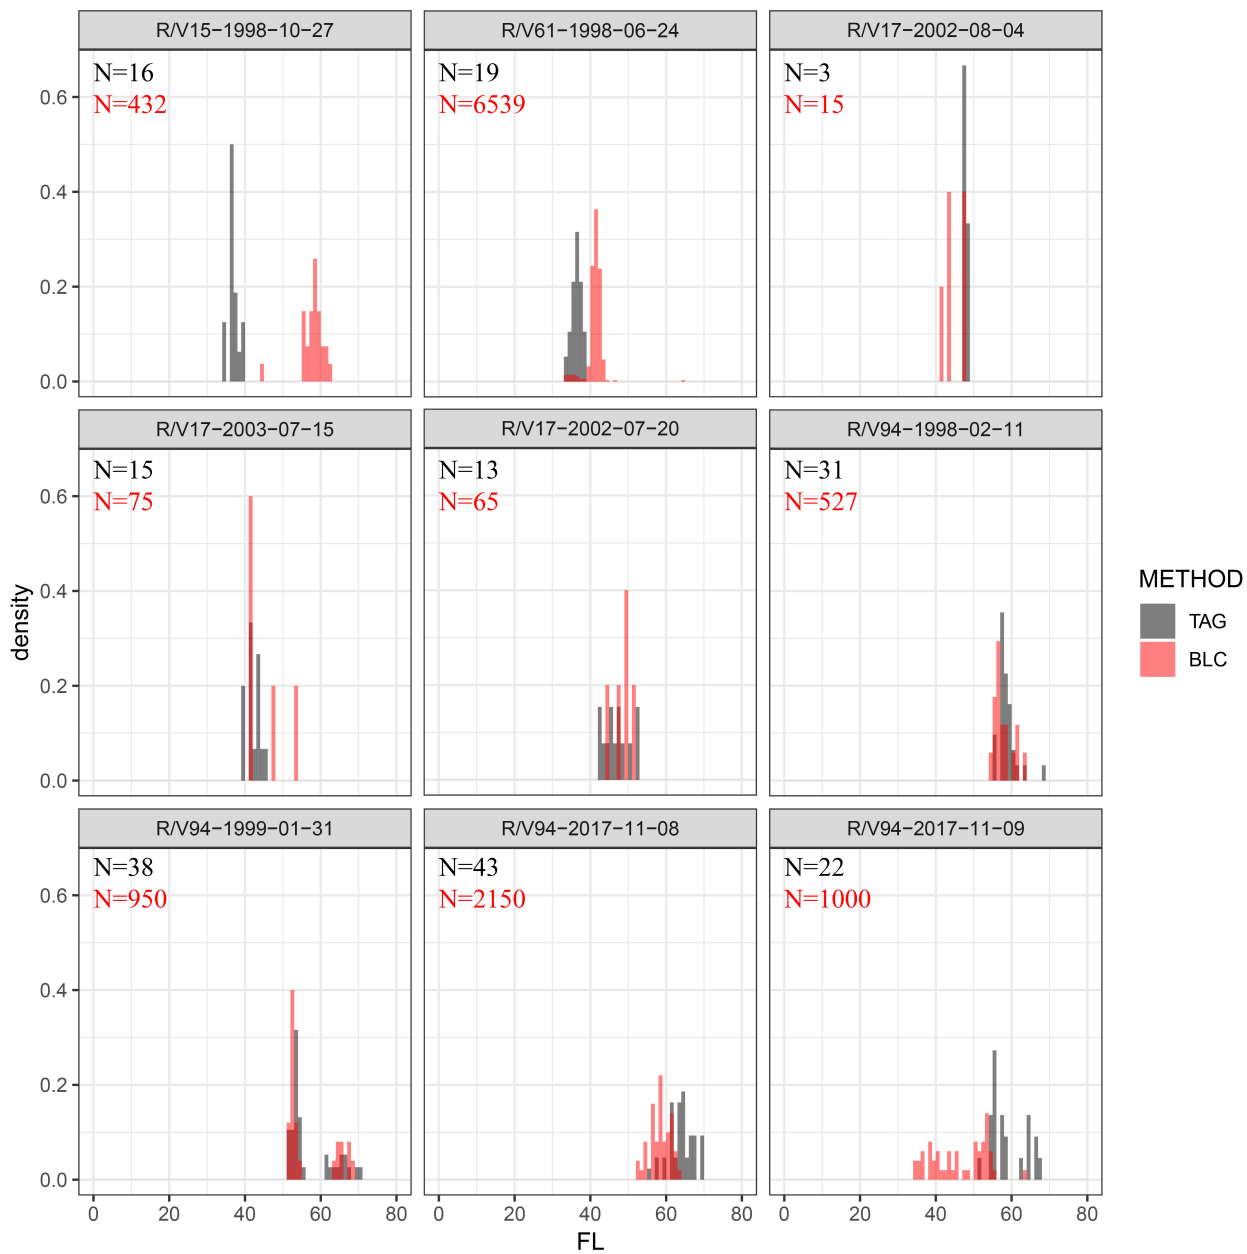 R/V15−1998−10−27
R/V61−1998−06−24
R/V17−2002−08−04
N=16
N=432
N=19
N=6539
N=3
N=15
0.6
0.4
0.2
0.0
R/V17−2003−07−15
R/V17−2002−07−20
R/V94−1998−02−11
N=15
N=75
N=13
N=65
N=31
N=527
0.6
0.4
0.2
0.0
density
R/V94−1999−01−31
R/V94−2017−11−08
R/V94−2017−11−09
N=38
N=950
N=43
N=2150
N=22
N=1000
0.6
0.4
0.2
0.0
0 20 40 60 80
0 20 40 60 80
0 20 40 60 80
FL
METHOD
TAG
BLC